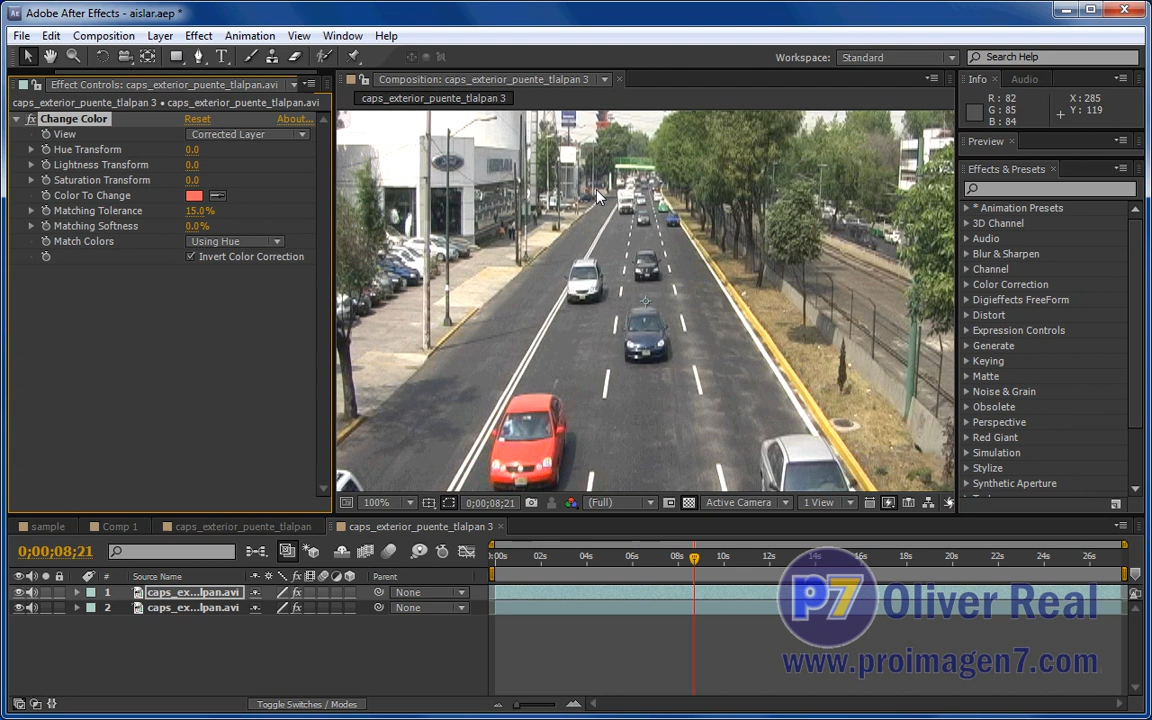 Adobe After Effects - aislar.aep *
File Edit Composition Layer Effect Animation View Window Help
Workspace: Standard Search Help
Effect Controls: caps_exterior_puente_tlalpan.avi
caps_exterior_puente_tlalpan 3 • caps_exterior_puente_tlalpan.avi
fx Change Color Reset About...
View Corrected Layer
Hue Transform 0.0
Lightness Transform 0.0
Saturation Transform 0.0
Color To Change
Matching Tolerance 15.0%
Matching Softness 0.0%
Match Colors Using Hue
Invert Color Correction
Composition: caps_exterior_puente_tlalpan 3
caps_exterior_puente_tlalpan 3
Ford
100% 0;00;08;21 (Full) Active Camera 1 View
Info Audio
R: 82 X: 285
G: 85 Y: 119
B: 84
Preview
Effects & Presets
* Animation Presets
3D Channel
Audio
Blur & Sharpen
Channel
Color Correction
Digieffects FreeForm
Distort
Expression Controls
Generate
Keying
Matte
Noise & Grain
Obsolete
Perspective
Red Giant
Simulation
Stylize
Synthetic Aperture
sample Comp 1 caps_exterior_puente_tlalpan caps_exterior_puente_tlalpan 3
0;00;08;21
:00s 02s 04s 06s 08s 10s 12s 14s 16s 18s 20s 22s 24s 26s
# Source Name Parent
1 caps_ex...lpan.avi fx None
2 caps_ex...lpan.avi fx None
P7 Oliver Real
www.proimagen7.com
Toggle Switches / Modes